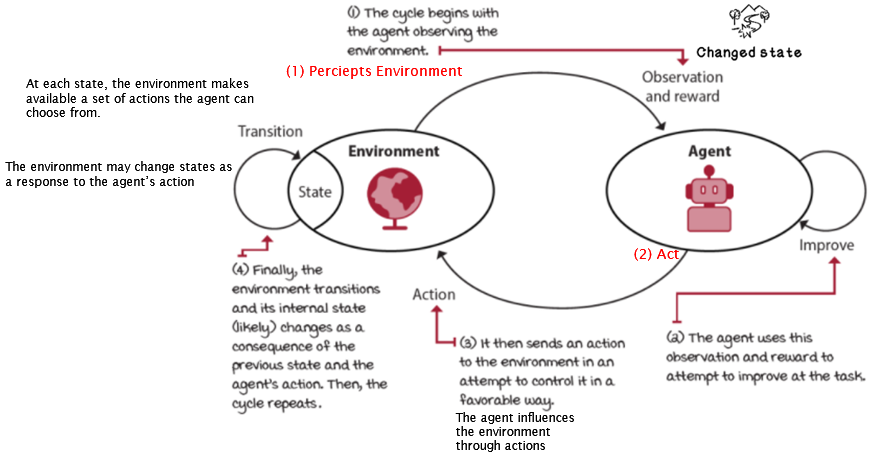 (1) The cycle begins with
the agent observing the
environment.
Changed state
(1) Perciepts Environment
Observation
and reward
At each state, the environment makes
available a set of actions the agent can
choose from.
Transition
The environment may change states as
a response to the agent's action
Environment
State
Agent
Improve
(2) Act
(4) Finally, the
environment transitions
and its internal state
(likely) changes as a
consequence of the
previous state and the
agent's action. Then, the
cycle repeats.
Action
(3) It then sends an action
to the environment in an
attempt to control it in a
favorable way.
The agent influences
the environment
through actions
(2) The agent uses this
observation and reward to
attempt to improve at the task.